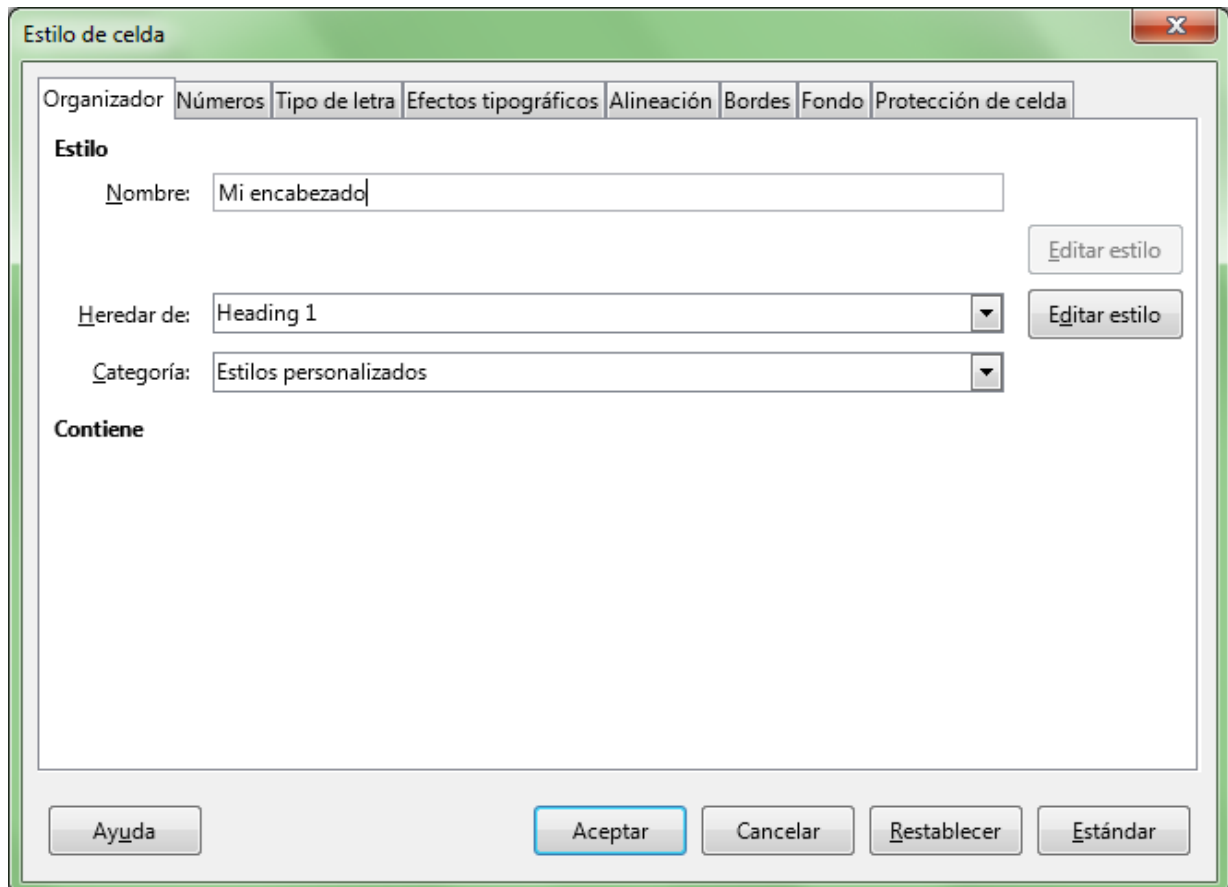 Estilo de celda
Organizador Números Tipo de letra Efectos tipográficos Alineación Bordes Fondo Protección de celda
Estilo
Nombre: Mi encabezado
Editar estilo
Heredar de: Heading 1 Editar estilo
Categoría: Estilos personalizados
Contiene
Ayuda Aceptar Cancelar Restablecer Estándar